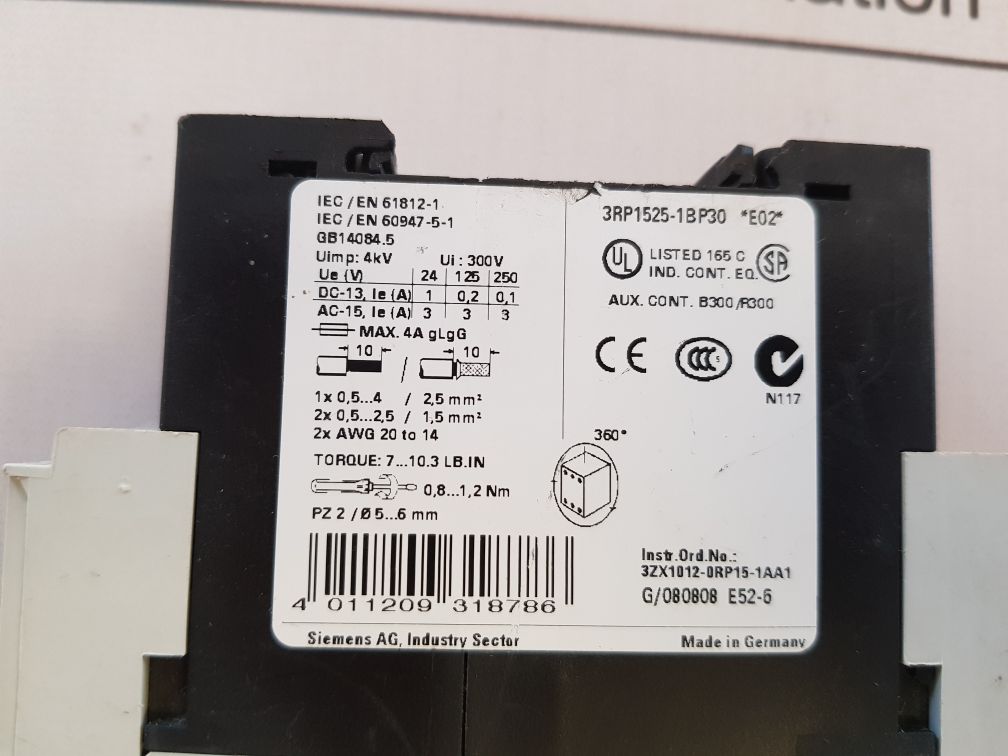 IEC / EN 61812-1
IEC / EN 60947-5-1
GB14084.5
Uimp: 4kV Ui : 300V
Ue (V) 24 125 250
DC-13, Ie (A) 1 0,2 0,1
AC-15, Ie (A) 3 3 3
MAX. 4A gLgG
10 / 10
1x 0,5...4 / 2,5 mm²
2x 0,5...2,5 / 1,5 mm²
2x AWG 20 to 14
TORQUE: 7...10.3 LB.IN
0,8...1,2 Nm
PZ 2 / Ø 5...6 mm
4 011209 318786
3RP1525-1BP30 *E02*
UL LISTED 165 C SA
IND. CONT. EQ.
AUX. CONT. B300/R300
CE CCC S
N117
360°
Instr.Ord.No.:
3ZX1012-0RP15-1AA1
G/080808 E52-6
Siemens AG, Industry Sector Made in Germany